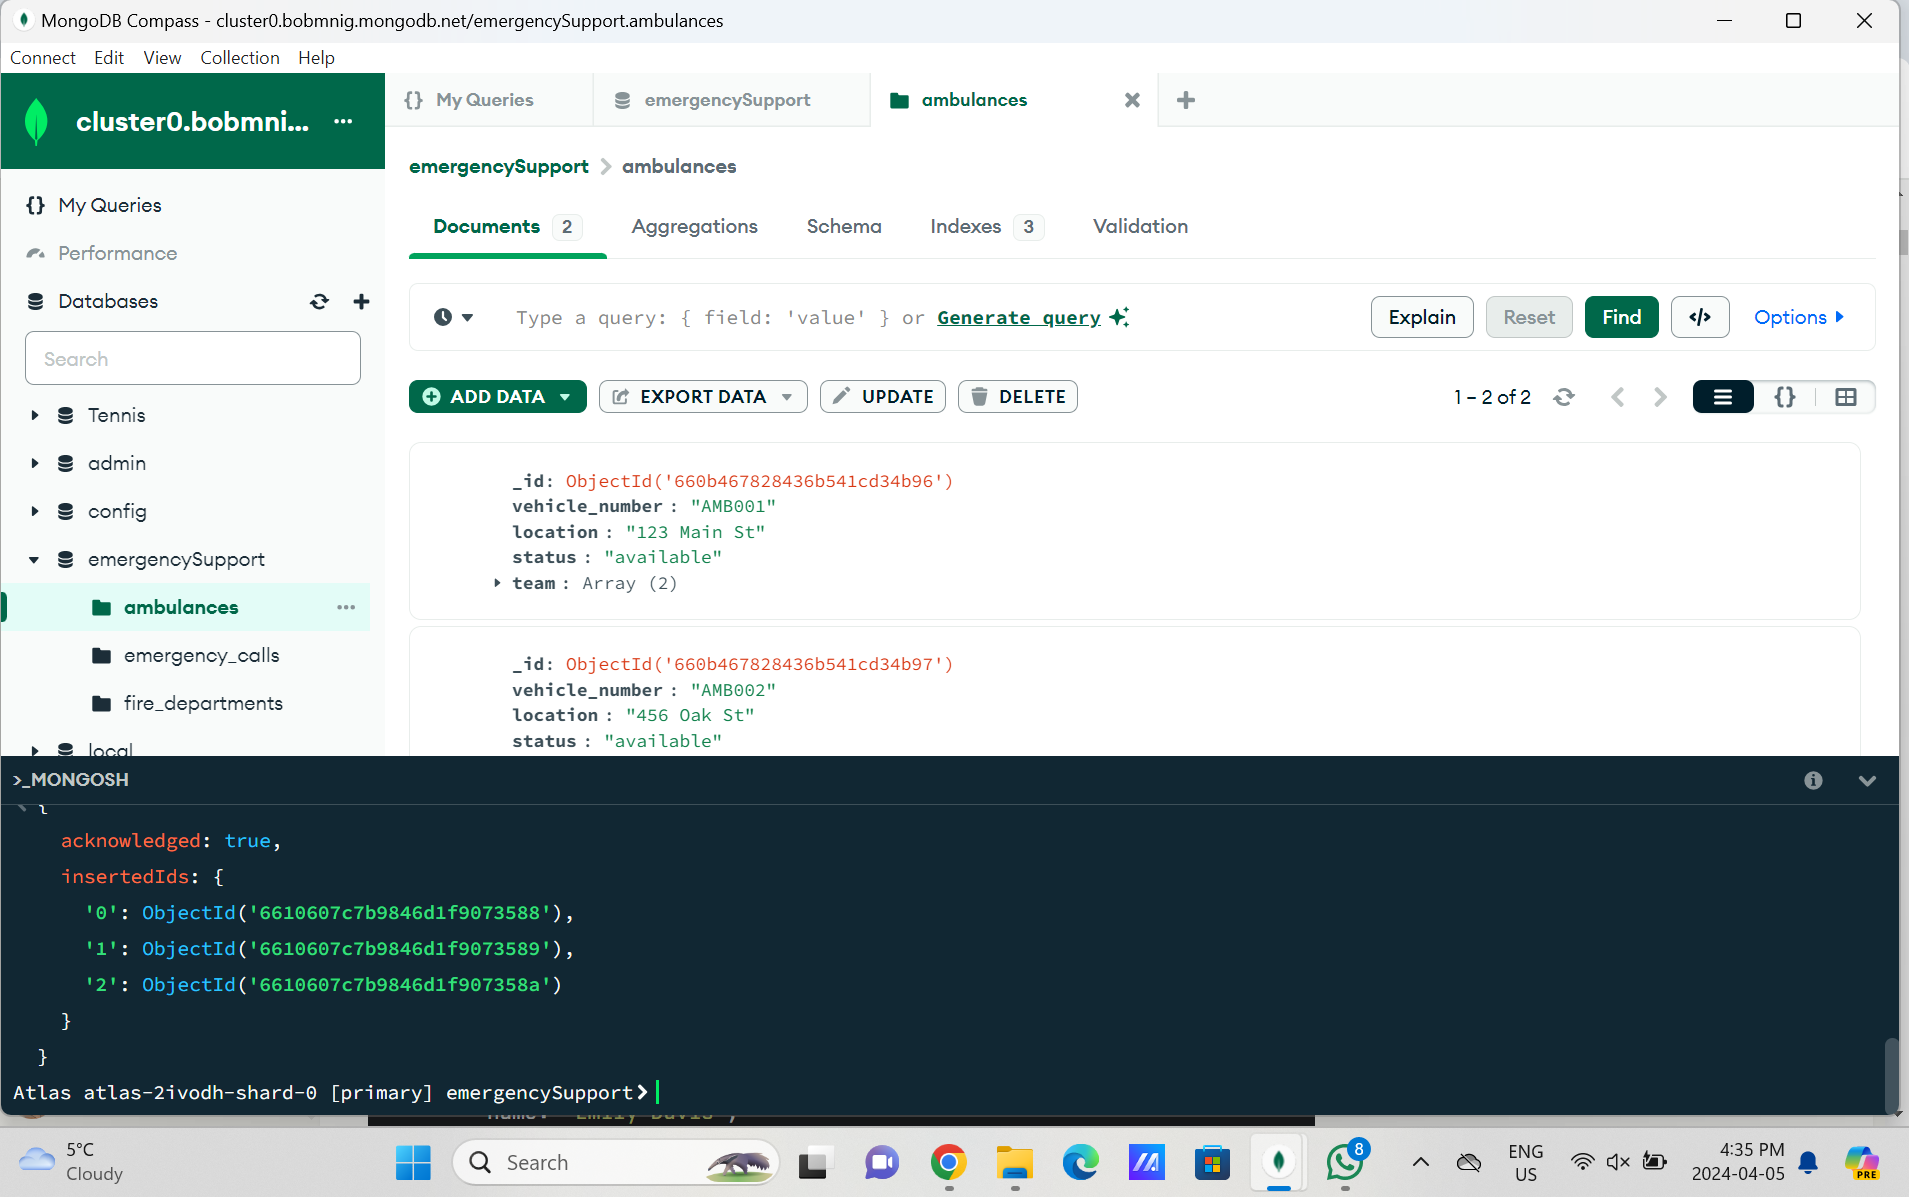 MongoDB Compass - cluster0.bobmnig.mongodb.net/emergencySupport.ambulances
Connect Edit View Collection Help
cluster0.bobmni... ...
{} My Queries
emergencySupport
ambulances
emergencySupport > ambulances
My Queries
Performance
Databases
Search
Tennis
admin
config
emergencySupport
ambulances ...
emergency_calls
fire_departments
local
Documents 2 Aggregations Schema Indexes 3 Validation
Type a query: { field: 'value' } or Generate query
Explain Reset Find </> Options
ADD DATA EXPORT DATA UPDATE DELETE
1 – 2 of 2 {}
_id: ObjectId('660b467828436b541cd34b96')
vehicle_number : "AMB001"
location : "123 Main St"
status : "available"
team : Array (2)
_id: ObjectId('660b467828436b541cd34b97')
vehicle_number : "AMB002"
location : "456 Oak St"
status : "available"
>_MONGOSH
{
acknowledged: true,
insertedIds: {
'0': ObjectId('6610607c7b9846d1f9073588'),
'1': ObjectId('6610607c7b9846d1f9073589'),
'2': ObjectId('6610607c7b9846d1f907358a')
}
}
Atlas atlas-2ivodh-shard-0 [primary] emergencySupport>
5°C
Cloudy
Search
8
ENG
US
4:35 PM
2024-04-05
PRE